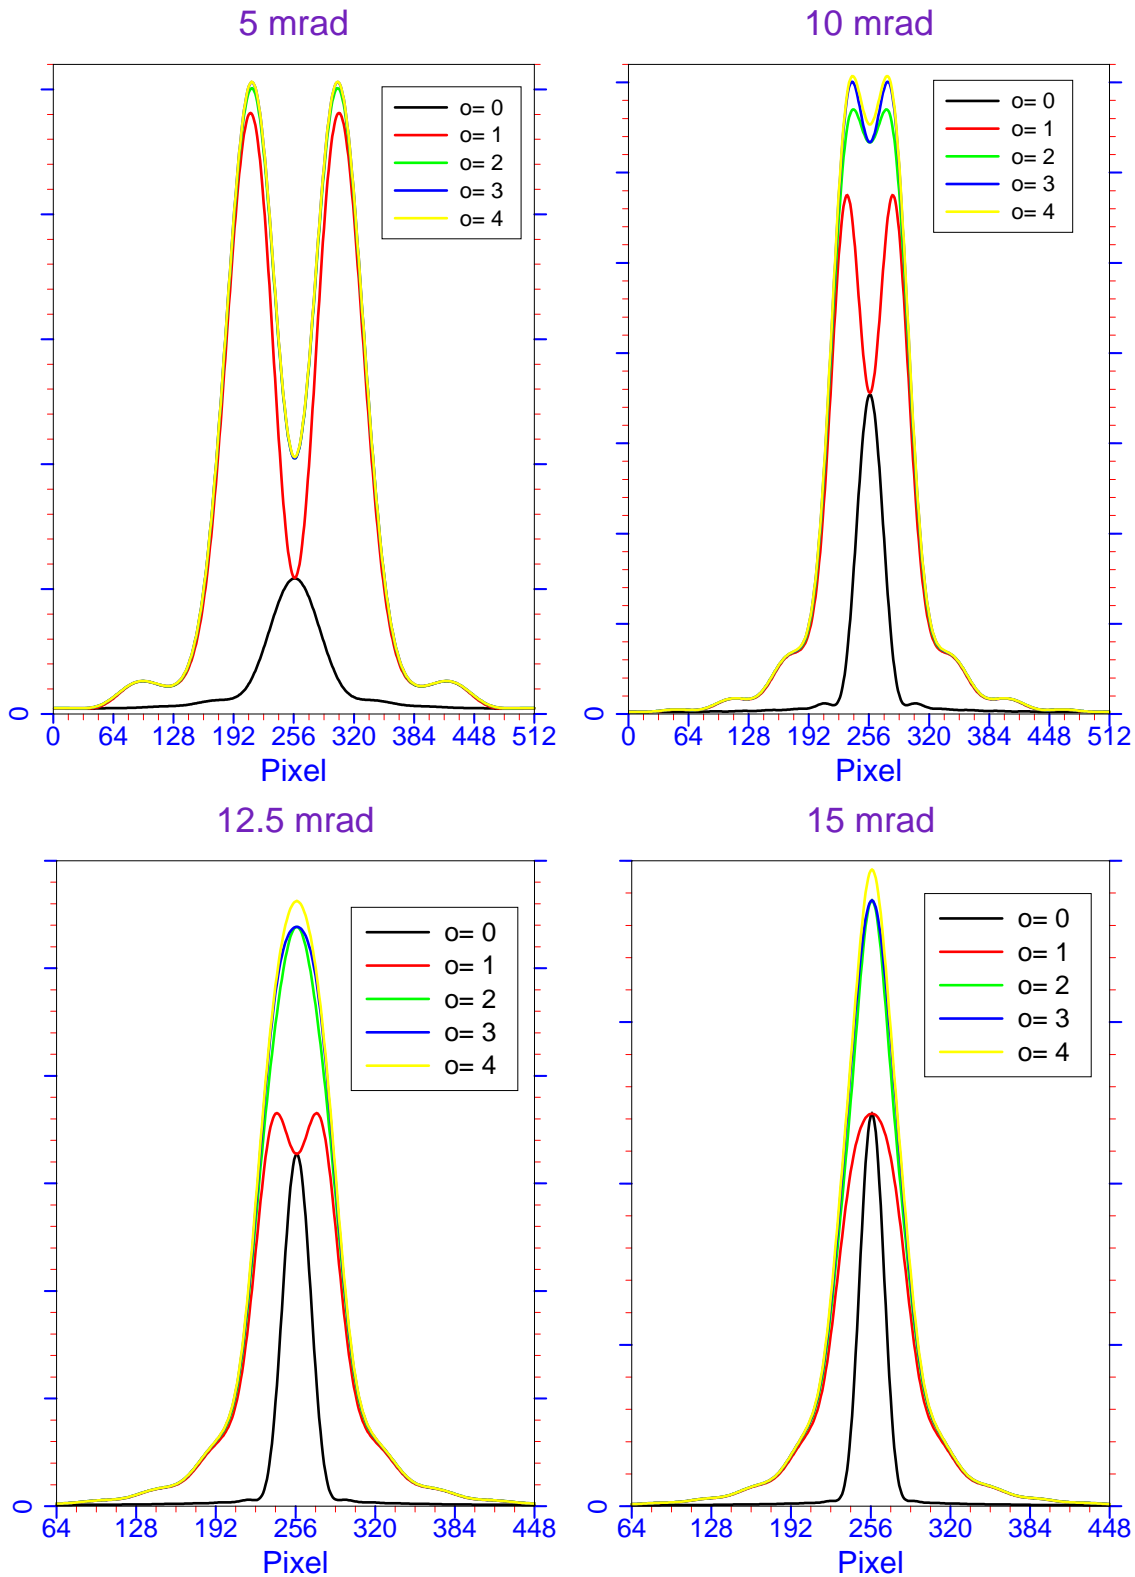 5 mrad
10 mrad
o= 0
o= 1
o= 2
o= 3
o= 4
o= 0
o= 1
o= 2
o= 3
o= 4
0
0
0 64 128 192 256 320 384 448 512
0 64 128 192 256 320 384 448 512
Pixel
Pixel
12.5 mrad
15 mrad
o= 0
o= 1
o= 2
o= 3
o= 4
o= 0
o= 1
o= 2
o= 3
o= 4
0
0
64 128 192 256 320 384 448
64 128 192 256 320 384 448
Pixel
Pixel